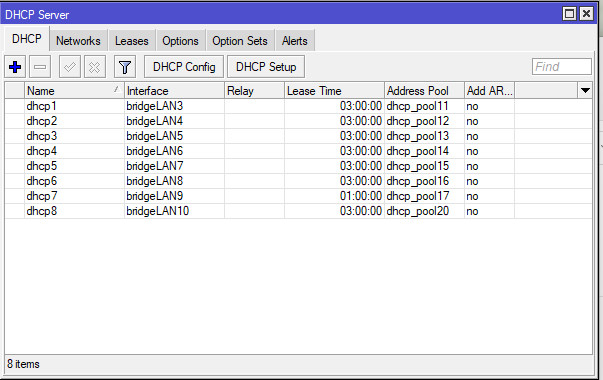 DHCP Server
DHCP Networks Leases Options Option Sets Alerts
DHCP Config DHCP Setup Find
Name Interface Relay Lease Time Address Pool Add AR...
dhcp1 bridgeLAN3 03:00:00 dhcp_pool11 no
dhcp2 bridgeLAN4 03:00:00 dhcp_pool12 no
dhcp3 bridgeLAN5 03:00:00 dhcp_pool13 no
dhcp4 bridgeLAN6 03:00:00 dhcp_pool14 no
dhcp5 bridgeLAN7 03:00:00 dhcp_pool15 no
dhcp6 bridgeLAN8 03:00:00 dhcp_pool16 no
dhcp7 bridgeLAN9 01:00:00 dhcp_pool17 no
dhcp8 bridgeLAN10 03:00:00 dhcp_pool20 no
8 items